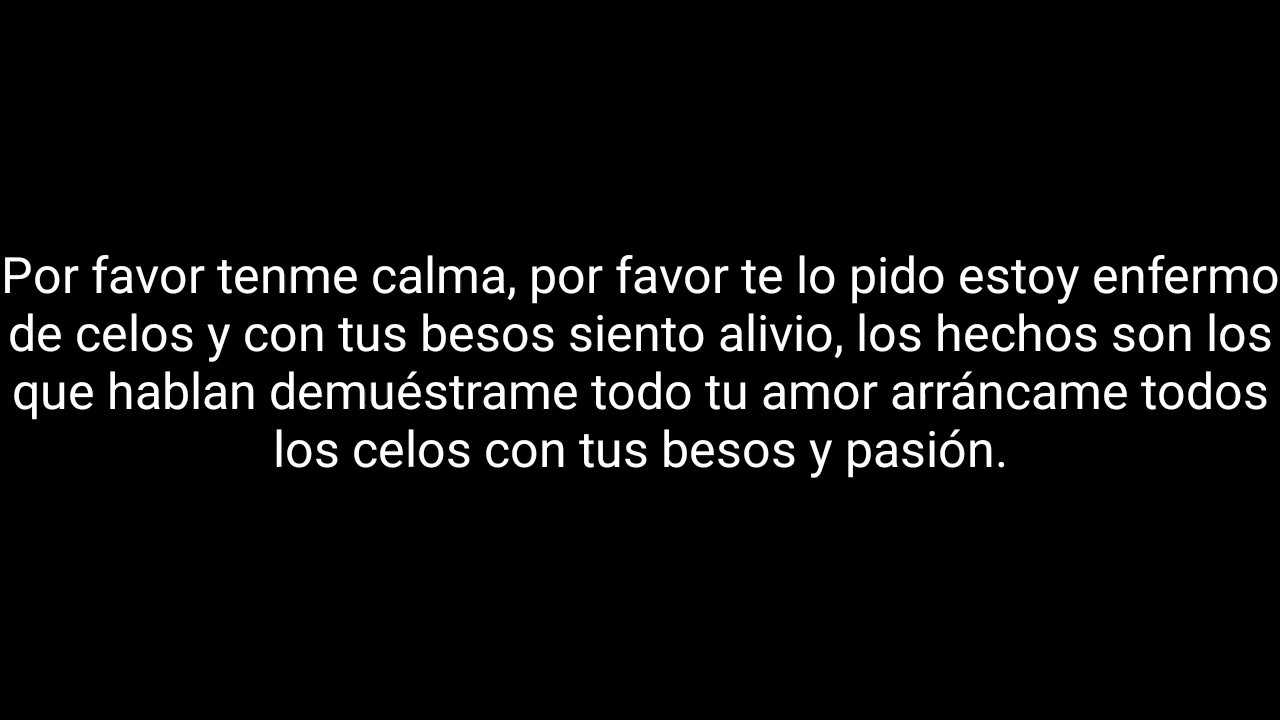 Por favor tenme calma, por favor te lo pido estoy enfermo
de celos y con tus besos siento alivio, los hechos son los
que hablan demuéstrame todo tu amor arráncame todos
los celos con tus besos y pasión.